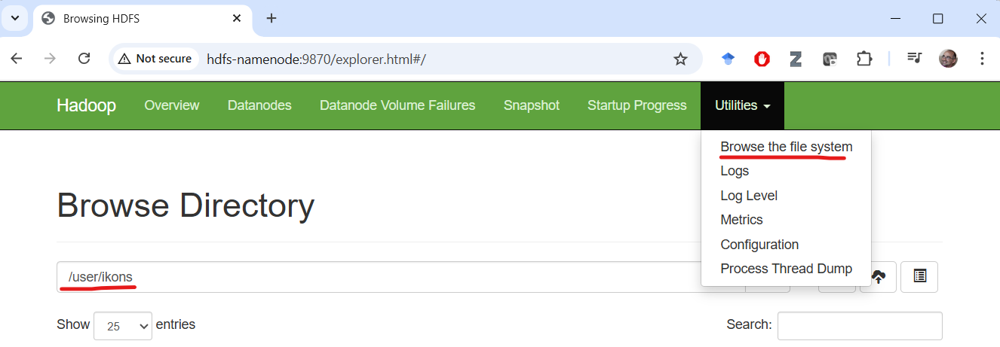 Browsing HDFS
Not secure hdfs-namenode:9870/explorer.html#/
Hadoop Overview Datanodes Datanode Volume Failures Snapshot Startup Progress Utilities
Browse the file system
Logs
Log Level
Metrics
Configuration
Process Thread Dump
Browse Directory
/user/ikons
Show 25 entries Search: